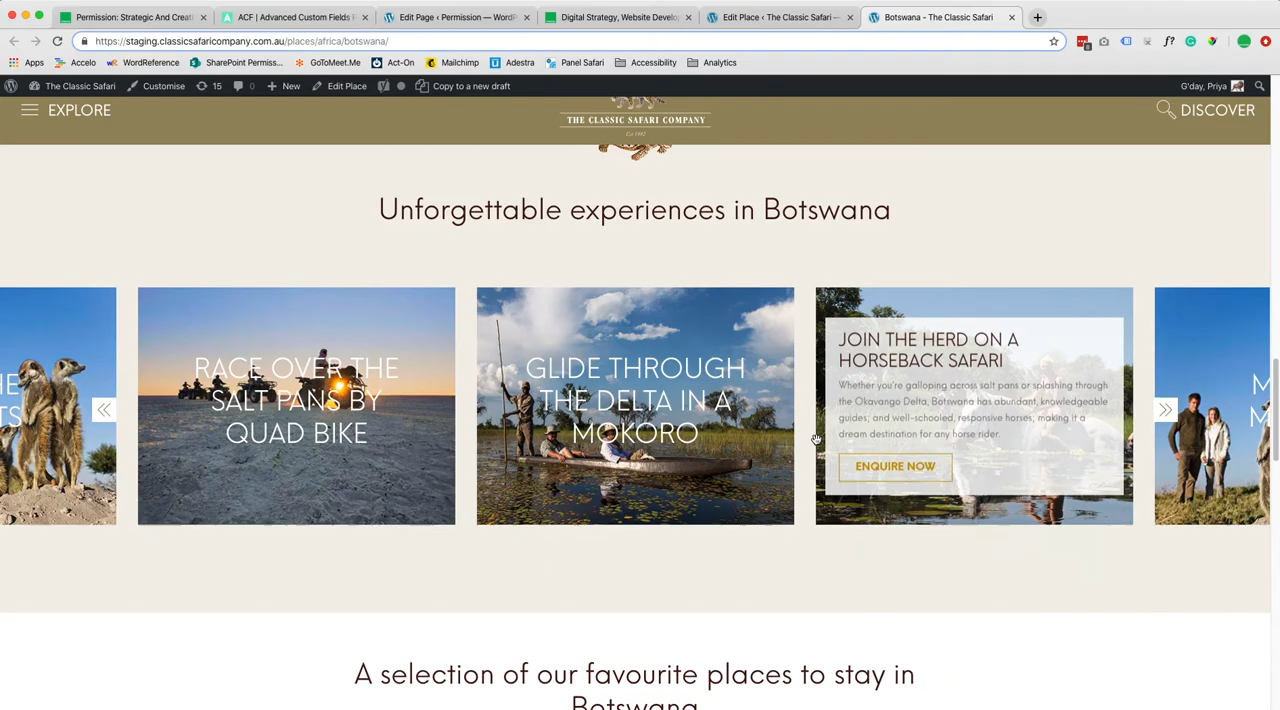 Permission: Strategic And Creati
ACF | Advanced Custom Fields
Edit Page ‹ Permission — WordP
Digital Strategy, Website Develo
Edit Place ‹ The Classic Safari —
Botswana - The Classic Safari
https://staging.classicsafaricompany.com.au/places/africa/botswana/
Apps Accelo WordReference SharePoint Permiss... GoToMeet.Me Act-On Mailchimp Adestra Panel Safari Accessibility Analytics
The Classic Safari Customise 15 0 New Edit Place Copy to a new draft G'day, Priya
EXPLORE
THE CLASSIC SAFARI COMPANY
DISCOVER
Unforgettable experiences in Botswana
RACE OVER THE
SALT PANS BY
QUAD BIKE
GLIDE THROUGH
THE DELTA IN A
MOKORO
JOIN THE HERD ON A
HORSEBACK SAFARI
Whether you're galloping across salt pans or splashing through
the Okavango Delta, Botswana has abundant, knowledgeable
guides; and well-schooled, responsive horses; making it a
dream destination for any horse rider.
ENQUIRE NOW
A selection of our favourite places to stay in
Botswana